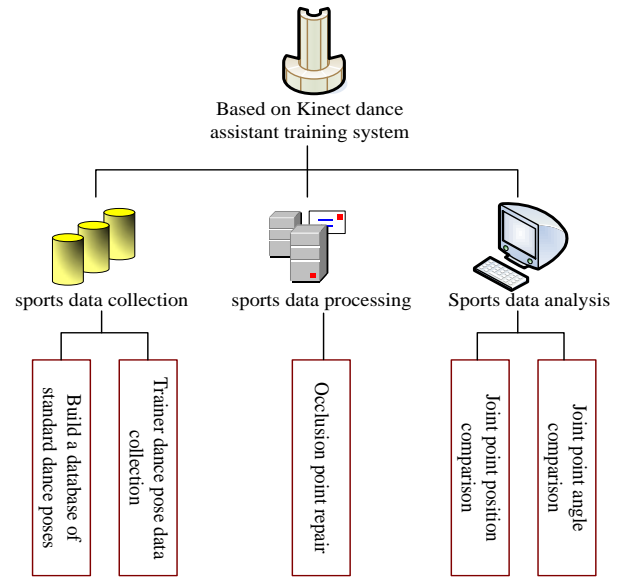 Based on Kinect dance
assistant training system
sports data collection
sports data processing
Sports data analysis
Build a database of
standard dance poses
Trainer dance pose data
collection
Occlusion point repair
Joint point position
comparison
Joint point angle
comparison